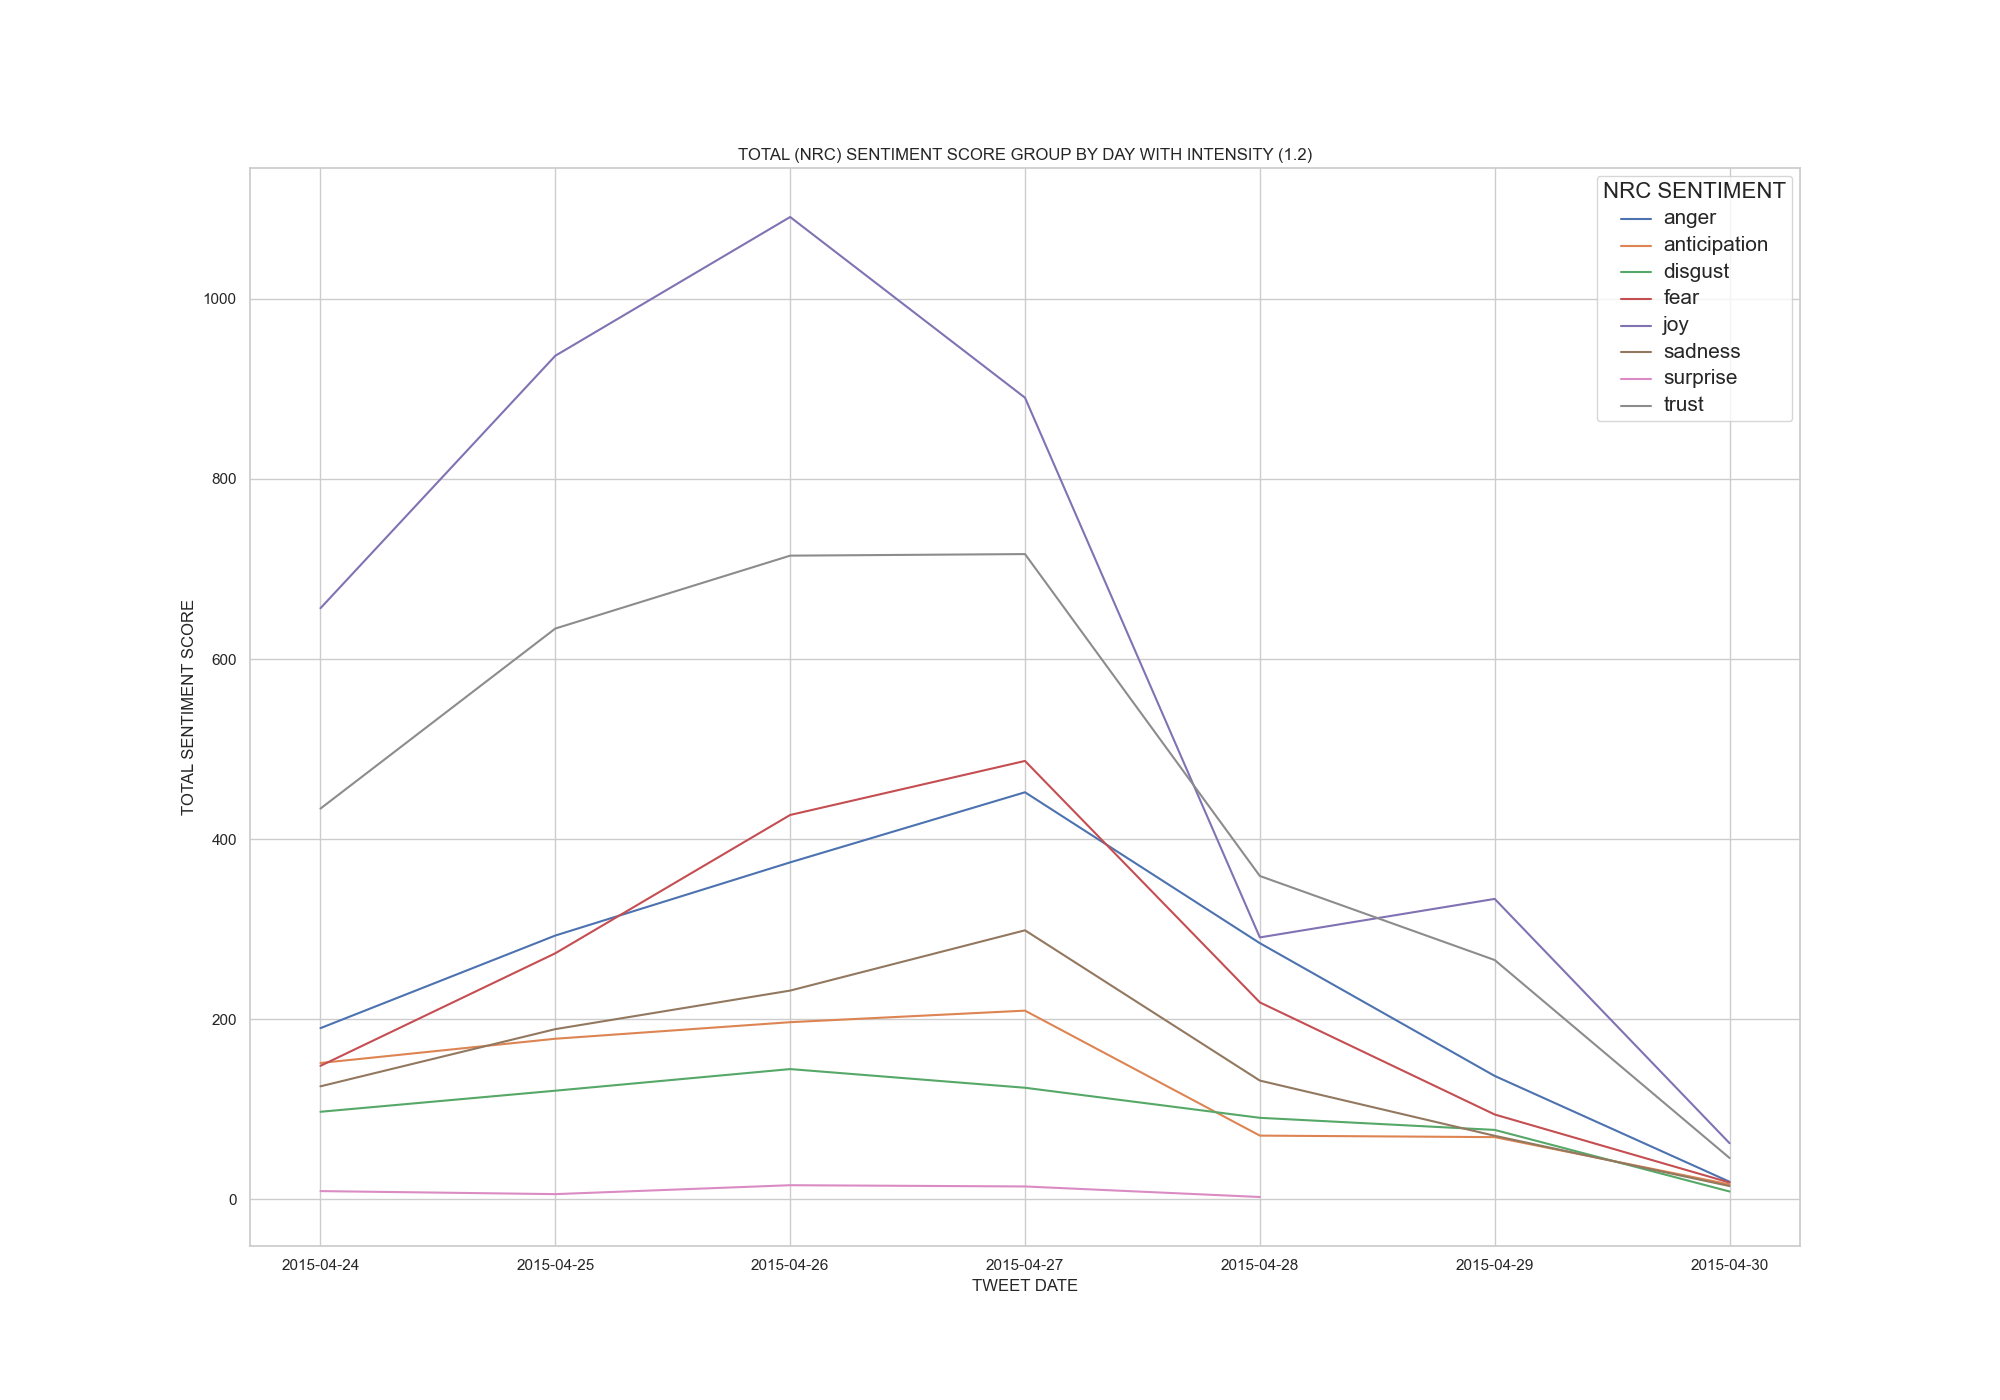 TOTAL (NRC) SENTIMENT SCORE GROUP BY DAY WITH INTENSITY (1.2)
NRC SENTIMENT
anger
anticipation
disgust
fear
joy
sadness
surprise
trust
1000
800
600
400
200
0
TOTAL SENTIMENT SCORE
2015-04-24 2015-04-25 2015-04-26 2015-04-27 2015-04-28 2015-04-29 2015-04-30
TWEET DATE